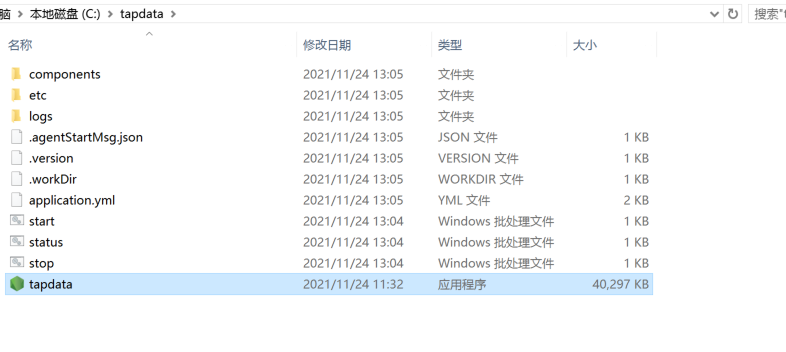 脑 > 本地磁盘 (C:) > tapdata >
搜索"t
名称 修改日期 类型 大小
components 2021/11/24 13:05 文件夹
etc 2021/11/24 13:05 文件夹
logs 2021/11/24 13:05 文件夹
.agentStartMsg.json 2021/11/24 13:05 JSON 文件 1 KB
.version 2021/11/24 13:05 VERSION 文件 1 KB
.workDir 2021/11/24 13:05 WORKDIR 文件 1 KB
application.yml 2021/11/24 13:05 YML 文件 2 KB
start 2021/11/24 13:04 Windows 批处理文件 1 KB
status 2021/11/24 13:04 Windows 批处理文件 1 KB
stop 2021/11/24 13:04 Windows 批处理文件 1 KB
tapdata 2021/11/24 11:32 应用程序 40,297 KB